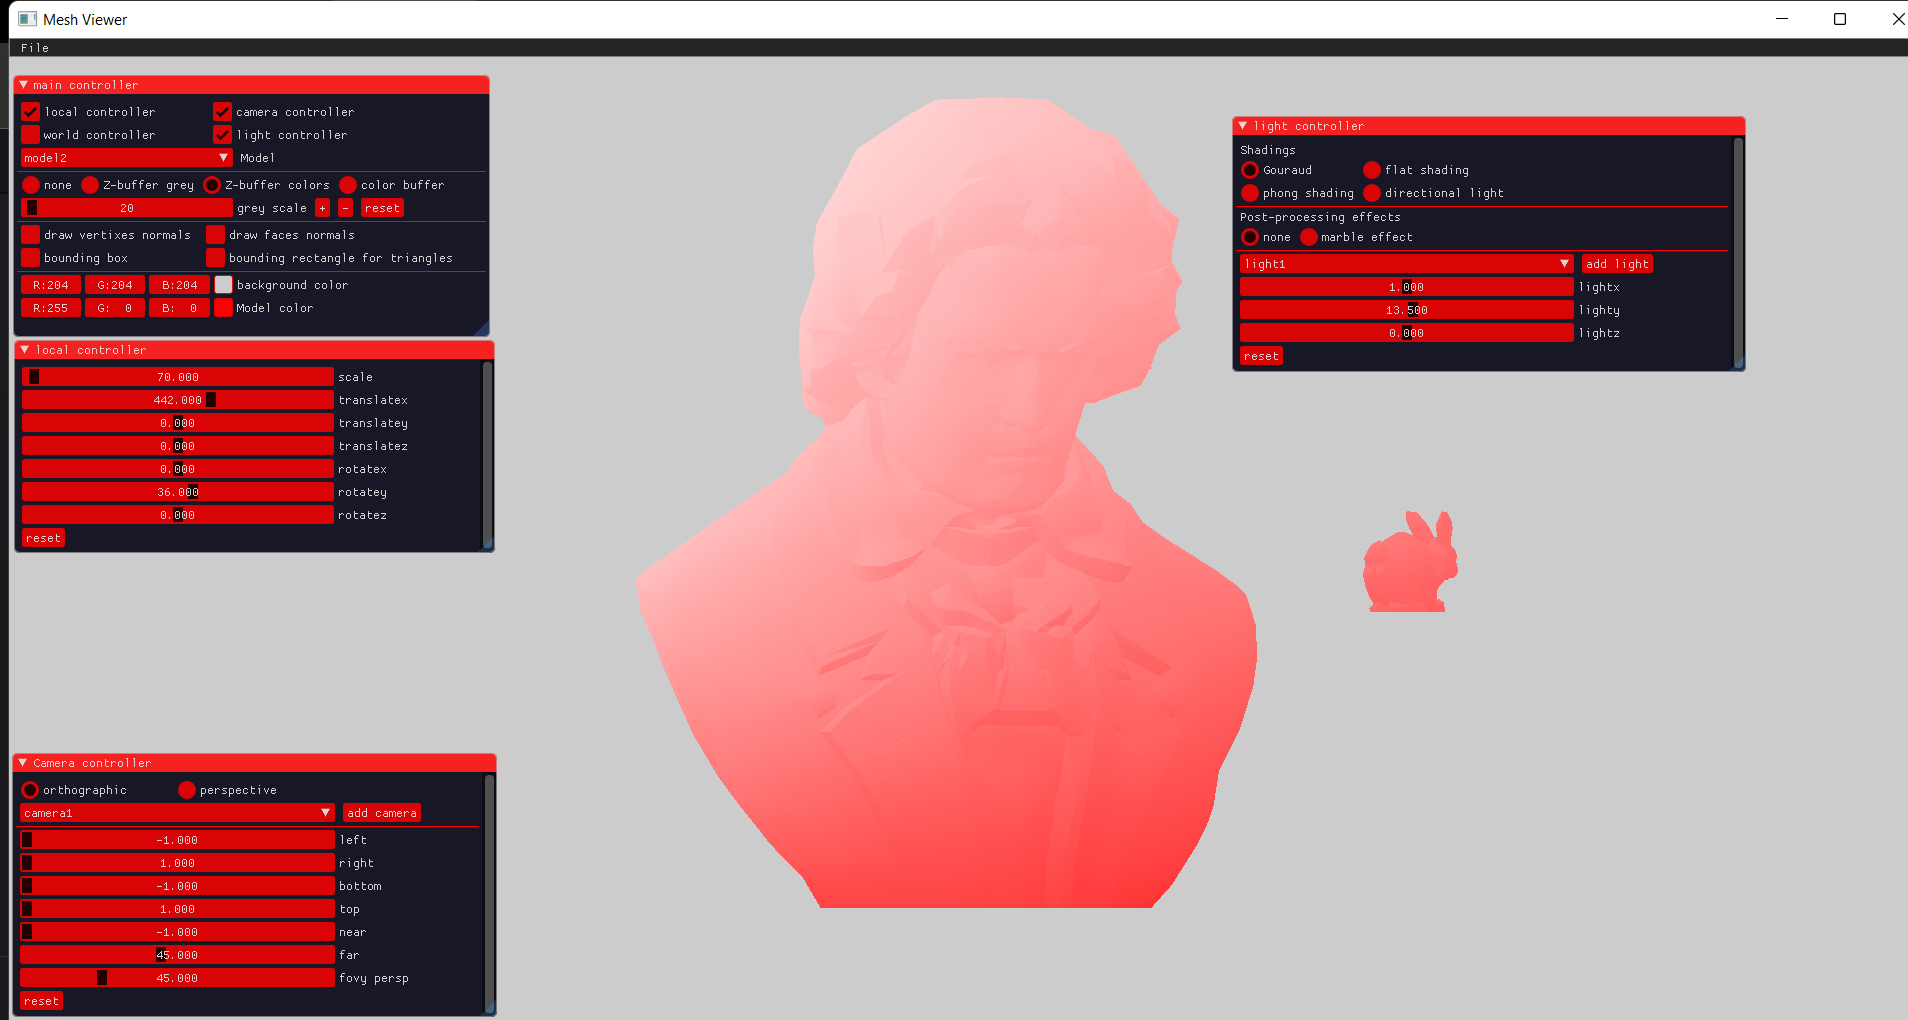 Mesh Viewer
File
main controller
local controller camera controller
world controller light controller
model2 Model
none Z-buffer grey Z-buffer colors color buffer
20 grey scale + - reset
draw vertixes normals draw faces normals
bounding box bounding rectangle for triangles
R:204 G:204 B:204 background color
R:255 G: 0 B: 0 Model color
local controller
70.000 scale
442.000 translatex
0.000 translatey
0.000 translatez
0.000 rotatex
36.000 rotatey
0.000 rotatez
reset
Camera controller
orthographic perspective
camera1 add camera
-1.000 left
1.000 right
-1.000 bottom
1.000 top
-1.000 near
45.000 far
45.000 fovy persp
reset
light controller
Shadings
Gouraud flat shading
phong shading directional light
Post-processing effects
none marble effect
light1 add light
1.000 lightx
13.500 lighty
0.000 lightz
reset